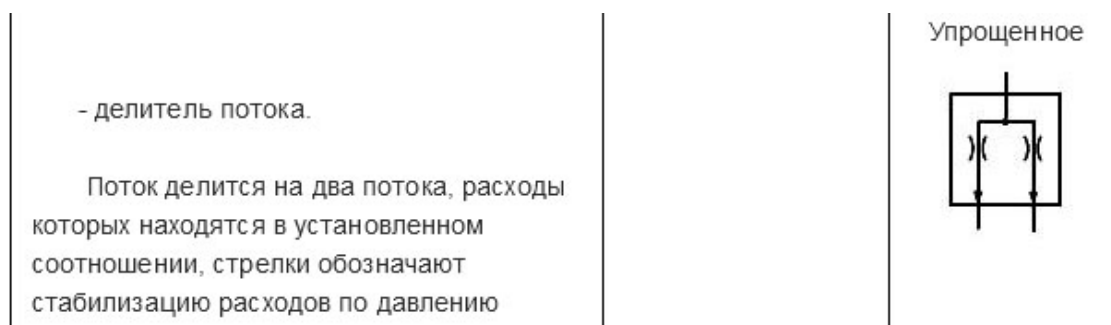 Упрощенное
- делитель потока.
Поток делится на два потока, расходы
которых находятся в установленном
соотношении, стрелки обозначают
стабилизацию расходов по давлению